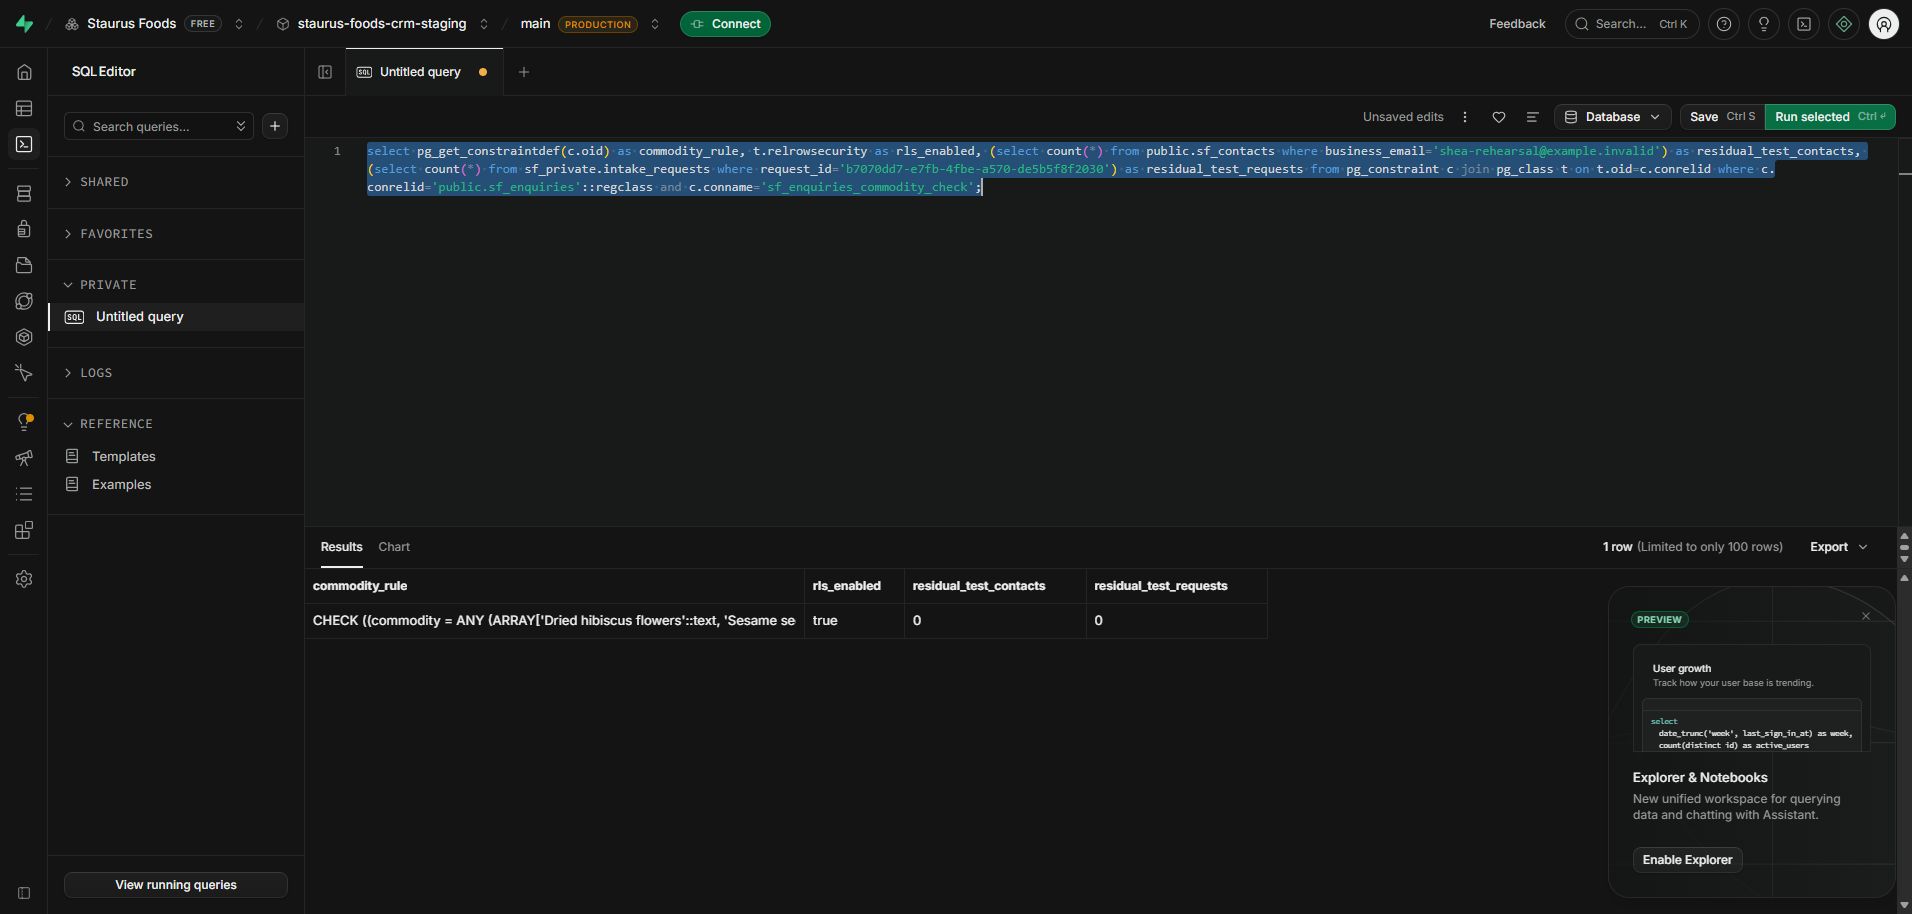 Staurus Foods FREE staurus-foods-crm-staging main PRODUCTION Connect Feedback Search... Ctrl K
SQL Editor
SQL Untitled query
Search queries...
Unsaved edits Database Save Ctrl S Run selected Ctrl ↵
1 select pg_get_constraintdef(c.oid) as commodity_rule, t.relrowsecurity as rls_enabled, (select count(*) from public.sf_contacts where business_email='shea-rehearsal@example.invalid') as residual_test_contacts,
(select count(*) from sf_private.intake_requests where request_id='b7070dd7-e7fb-4fbe-a570-de5b5f8f2030') as residual_test_requests from pg_constraint c join pg_class t on t.oid=c.conrelid where c.
conrelid='public.sf_enquiries'::regclass and c.conname='sf_enquiries_commodity_check';
SHARED
FAVORITES
PRIVATE
SQL Untitled query
LOGS
REFERENCE
Templates
Examples
View running queries
Results Chart 1 row (Limited to only 100 rows) Export
commodity_rule rls_enabled residual_test_contacts residual_test_requests
CHECK ((commodity = ANY (ARRAY['Dried hibiscus flowers'::text, 'Sesame se true 0 0
PREVIEW
User growth
Track how your user base is trending.
select
date_trunc('week', last_sign_in_at) as week,
count(distinct id) as active_users
Explorer & Notebooks
New unified workspace for querying
data and chatting with Assistant.
Enable Explorer